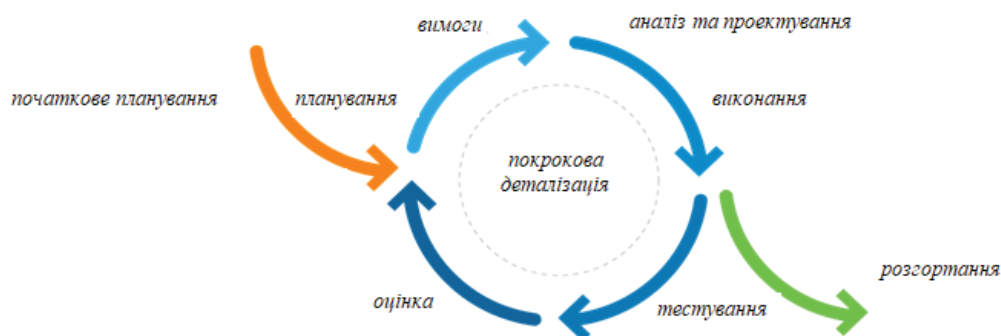 вимоги
аналіз та проектування
початкове планування
планування
виконання
покрокова
деталізація
розгортання
оцінка
тестування